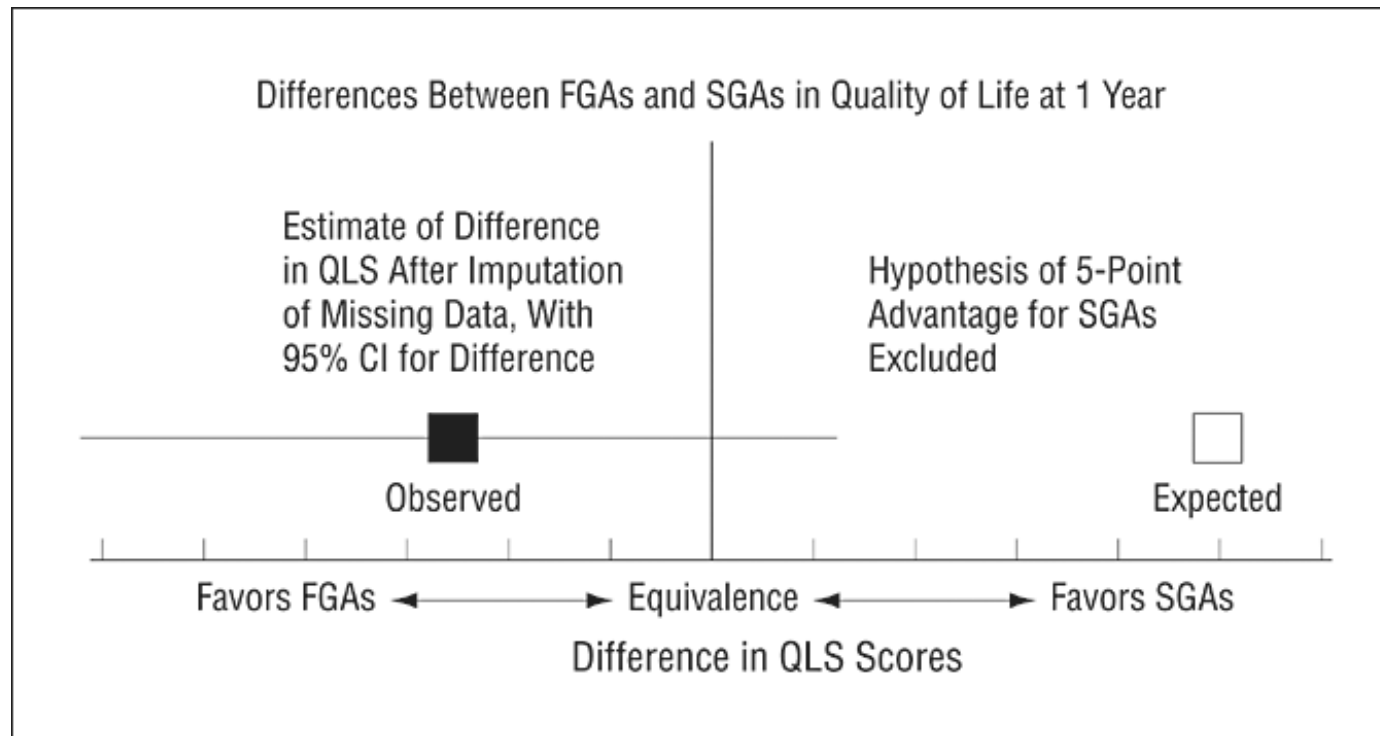 Differences Between FGAs and SGAs in Quality of Life at 1 Year
Estimate of Difference
in QLS After Imputation
of Missing Data, With
95% CI for Difference
Hypothesis of 5-Point
Advantage for SGAs
Excluded
Observed
Expected
Favors FGAs
Equivalence
Favors SGAs
Difference in QLS Scores